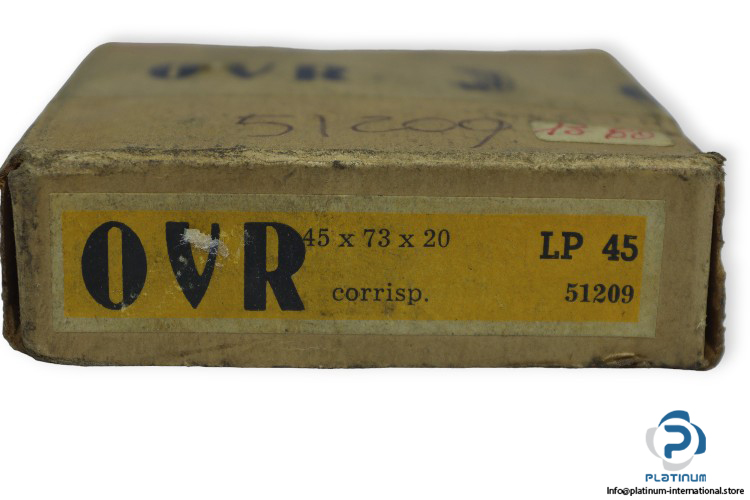 OVR
51209
OVR
45 x 73 x 20
LP 45
corrisp.
51209
PLATINUM
Info@platinum-international.store